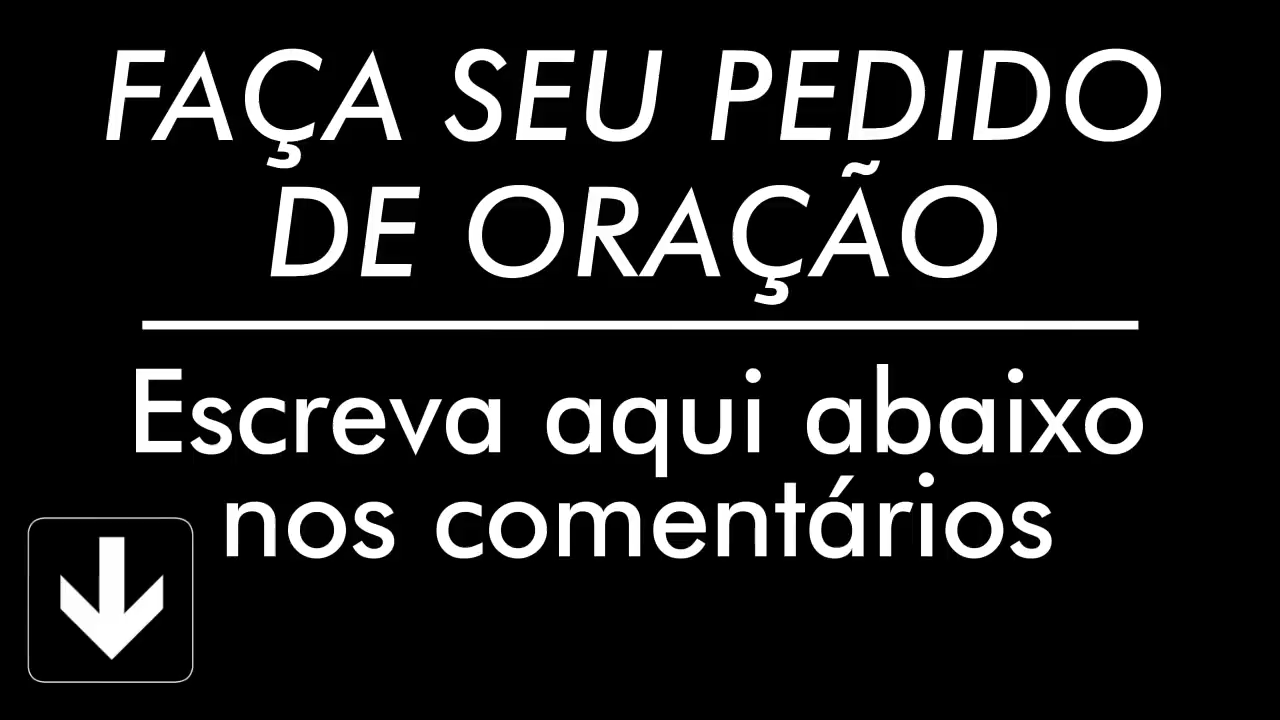 FAÇA SEU PEDIDO
DE ORAÇÃO
Escreva aqui abaixo
nos comentários